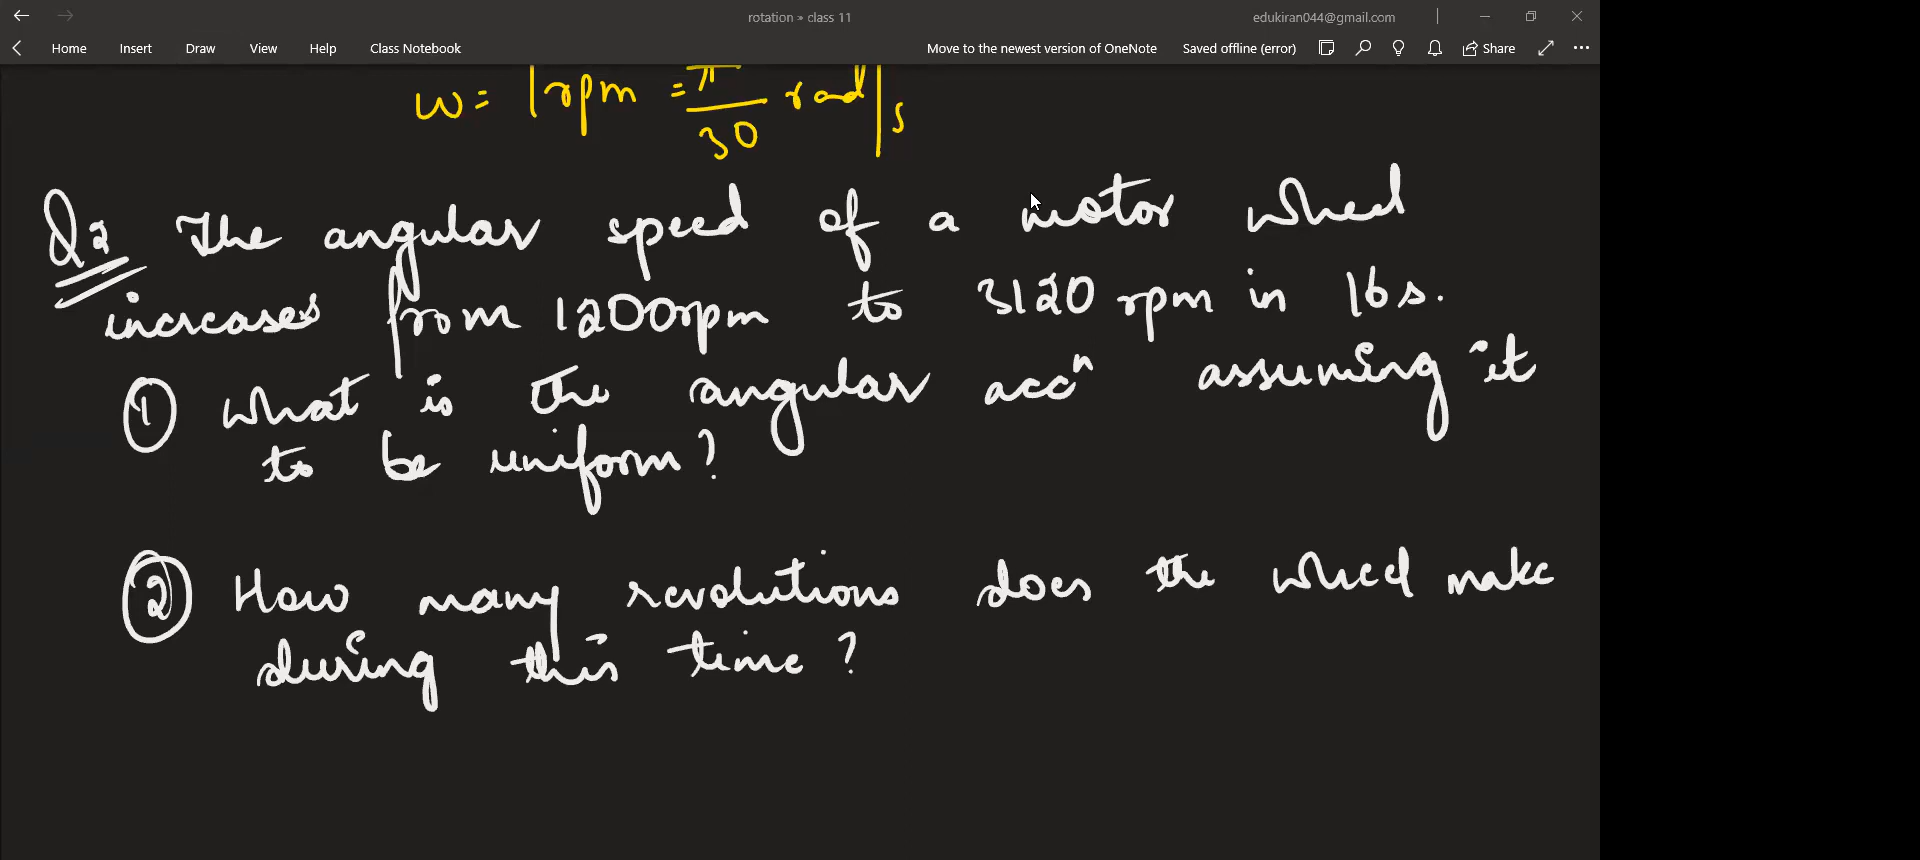 rotation » class 11
edukiran044@gmail.com
Home Insert Draw View Help Class Notebook
Move to the newest version of OneNote Saved offline (error) Share
ω = 1 rpm = π/30 rad/s
Q2 The angular speed of a motor wheel
increases from 1200rpm to 3120 rpm in 16s.
① What is the angular accⁿ assuming it
to be uniform?
② How many revolutions does the wheel make
during this time?